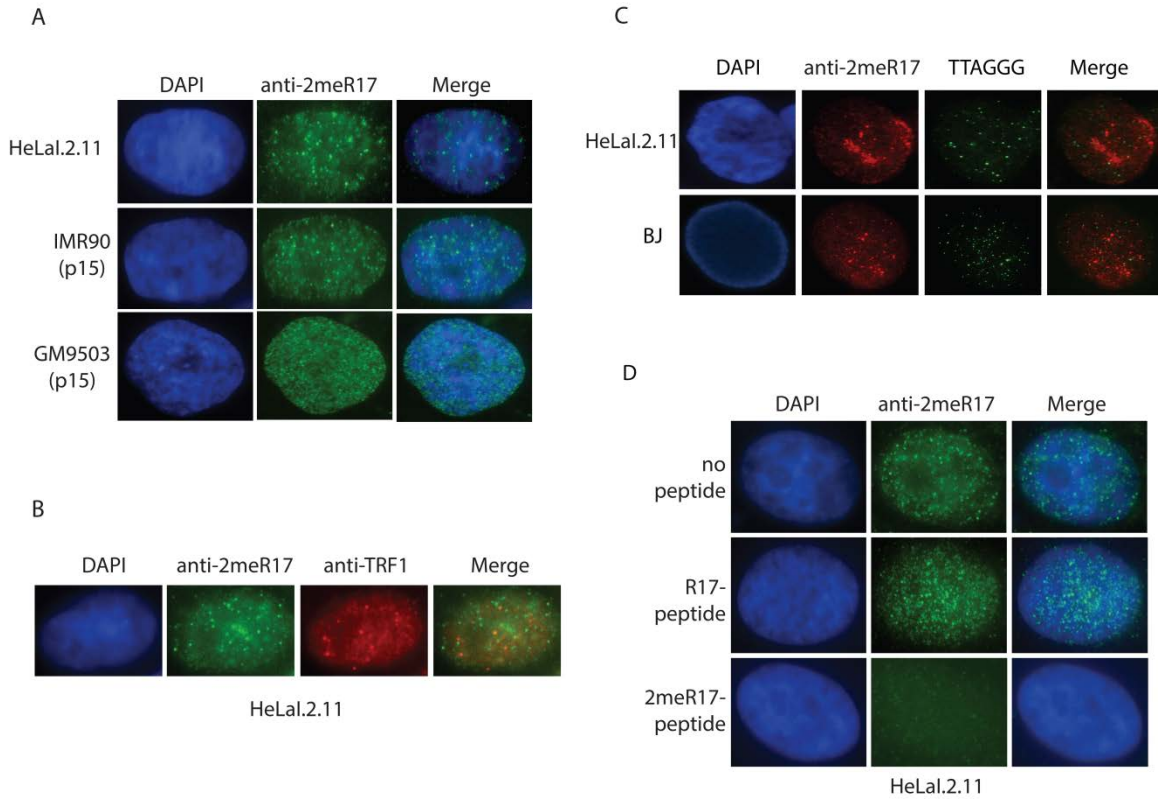 A
DAPI anti-2meR17 Merge
HeLaI.2.11
IMR90
(p15)
GM9503
(p15)
B
DAPI anti-2meR17 anti-TRF1 Merge
HeLaI.2.11
C
DAPI anti-2meR17 TTAGGG Merge
HeLaI.2.11
BJ
D
DAPI anti-2meR17 Merge
no
peptide
R17-
peptide
2meR17-
peptide
HeLaI.2.11